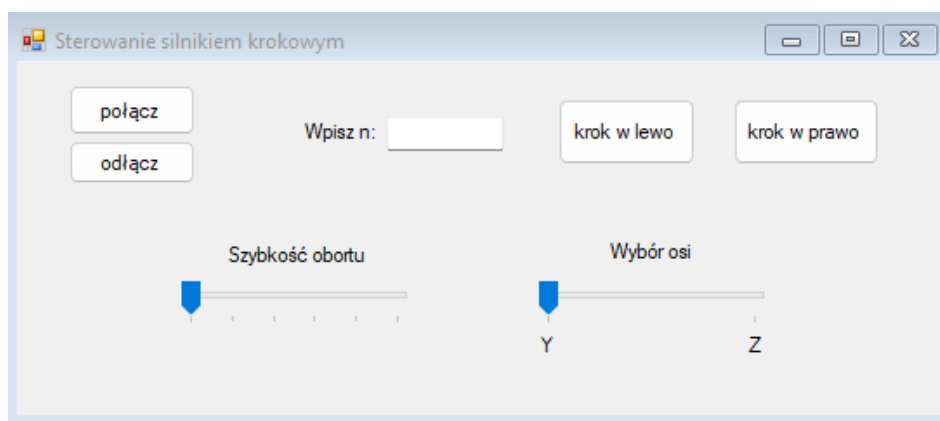 Sterowanie silnikiem krokowym
połącz
odłącz
Wpisz n:
krok w lewo
krok w prawo
Szybkość obortu
Wybór osi
Y
Z